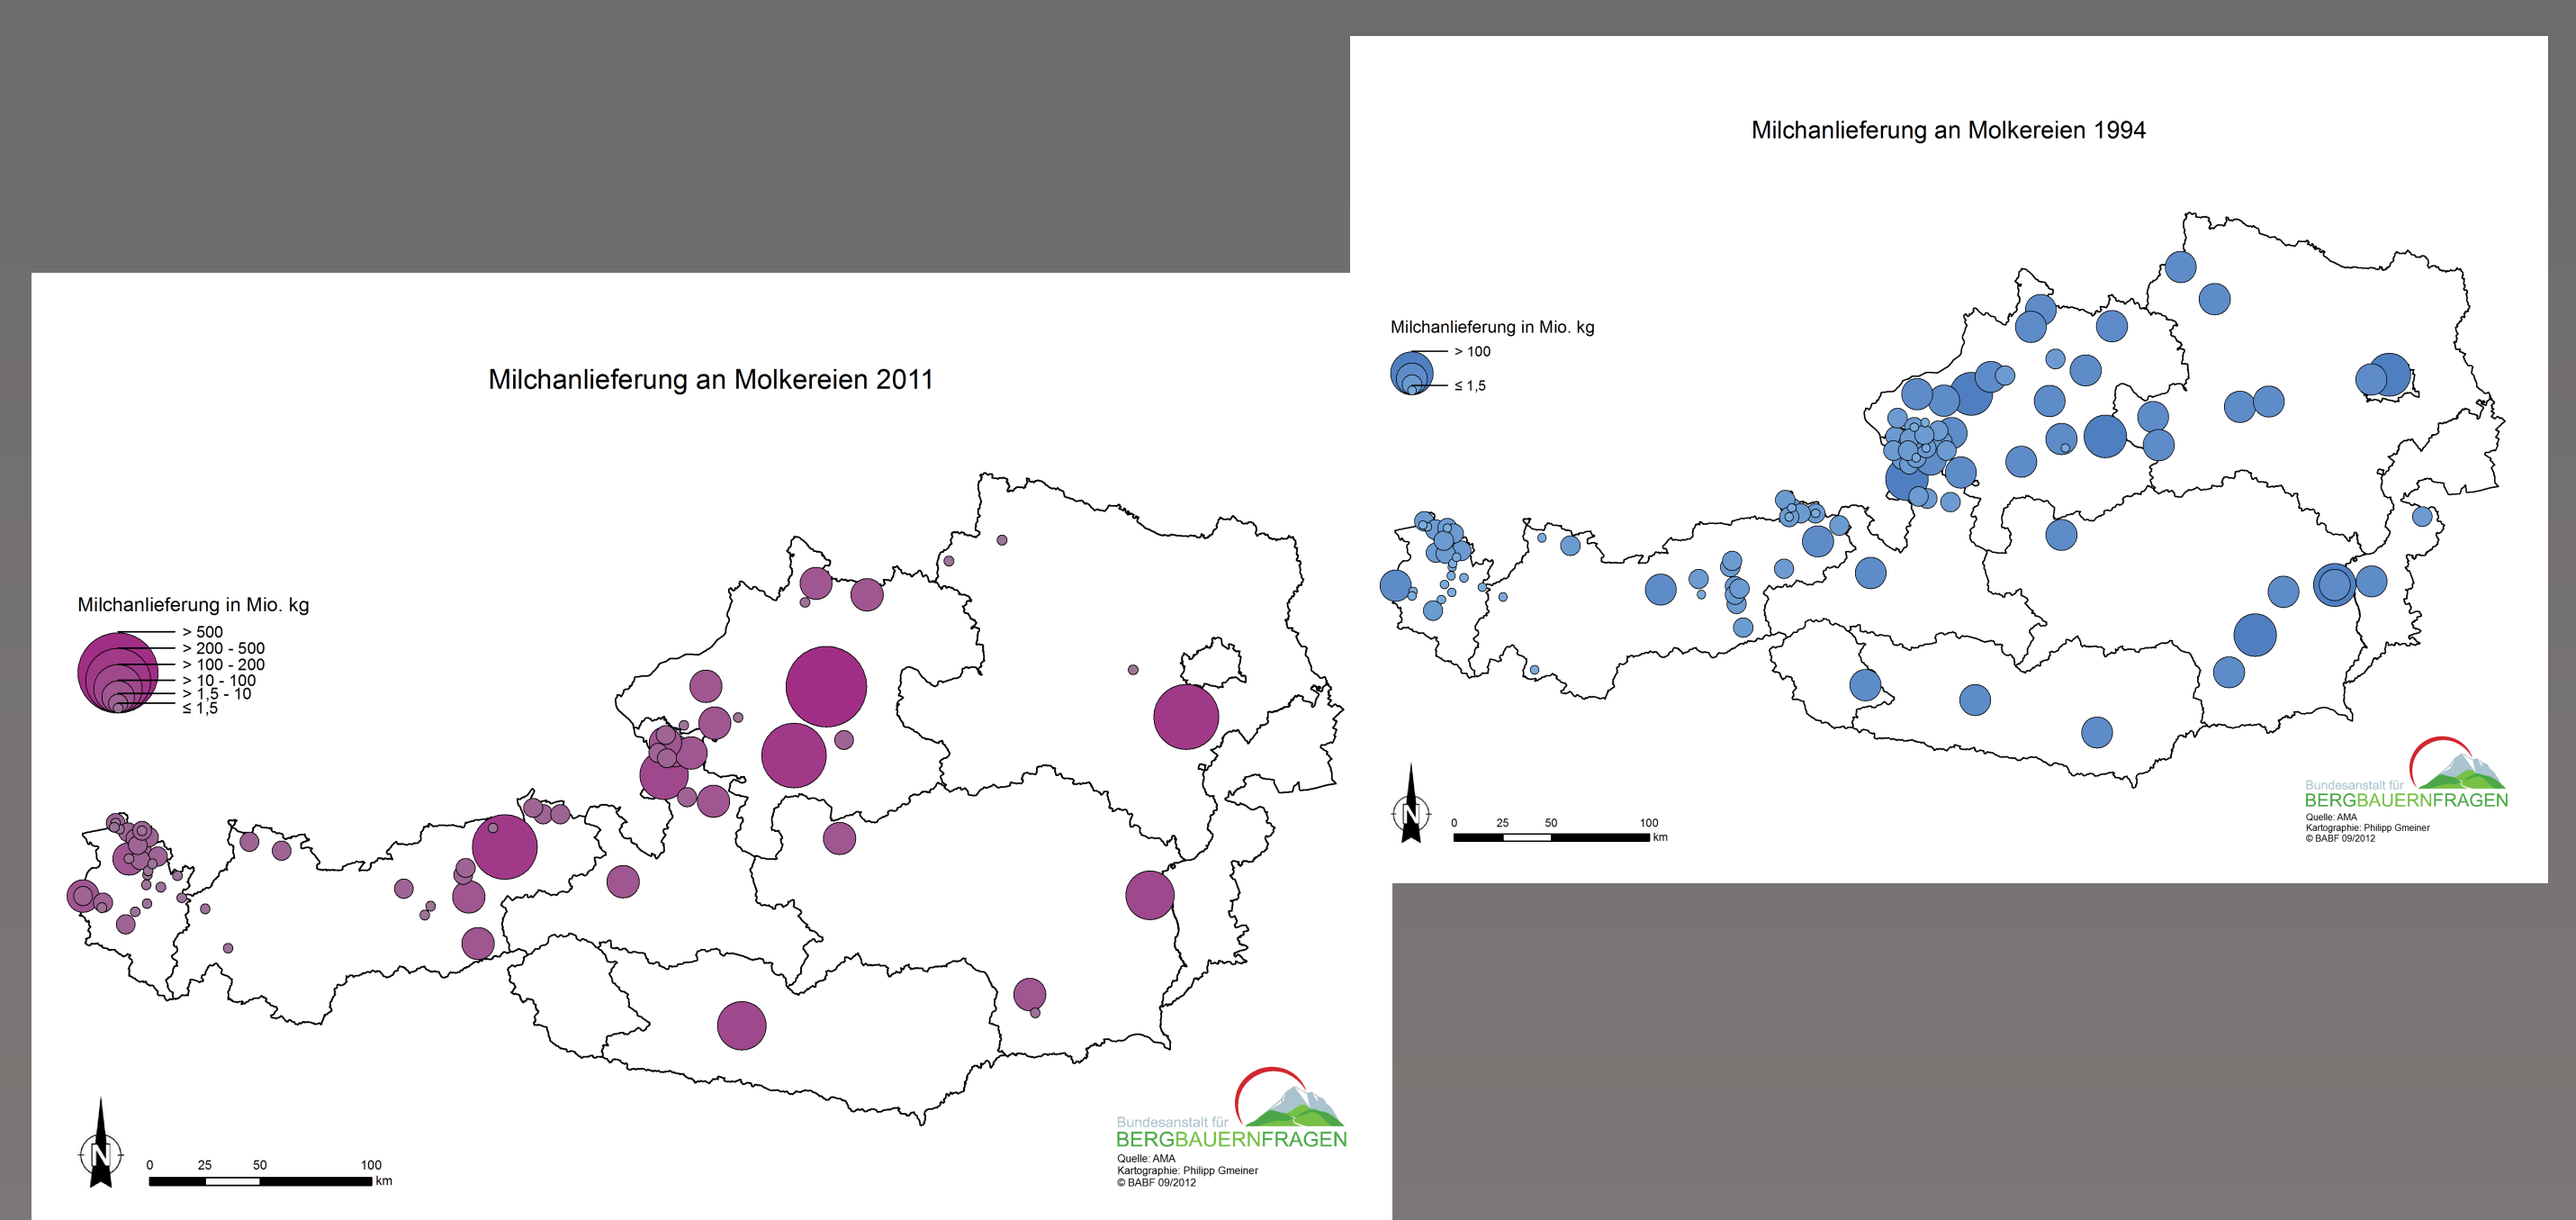 Milchanlieferung an Molkereien 2011
Milchanlieferung in Mio. kg
> 500
> 200 - 500
> 100 - 200
> 10 - 100
> 1,5 - 10
≤ 1,5
N
0 25 50 100
km
Bundesanstalt für
BERGBAUERNFRAGEN
Quelle: AMA
Kartographie: Philipp Gmeiner
© BABF 09/2012
Milchanlieferung an Molkereien 1994
Milchanlieferung in Mio. kg
> 100
≤ 1,5
N
0 25 50 100
km
Bundesanstalt für
BERGBAUERNFRAGEN
Quelle: AMA
Kartographie: Philipp Gmeiner
© BABF 09/2012